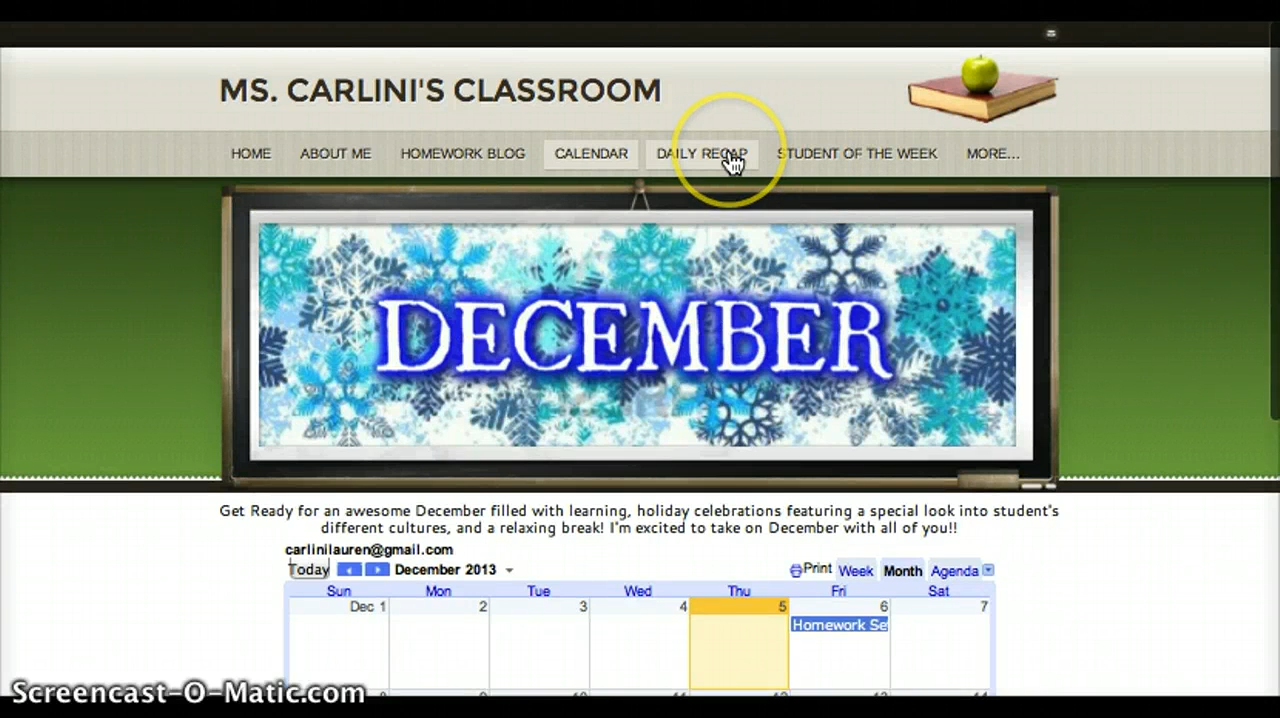 MS. CARLINI'S CLASSROOM
HOME ABOUT ME HOMEWORK BLOG CALENDAR DAILY RECAP STUDENT OF THE WEEK MORE...
DECEMBER
Get Ready for an awesome December filled with learning, holiday celebrations featuring a special look into student's
different cultures, and a relaxing break! I'm excited to take on December with all of you!!
carlinilauren@gmail.com
Today December 2013 Print Week Month Agenda
Sun Mon Tue Wed Thu Fri Sat
Dec 1 2 3 4 5 6 7
Homework Se
Screencast-O-Matic.com